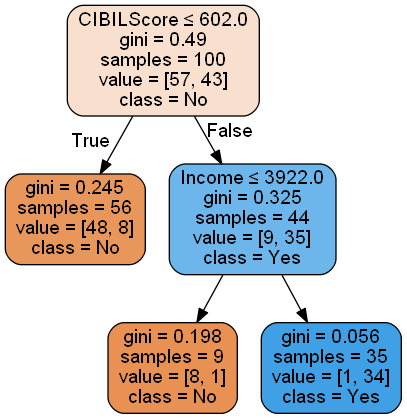 CIBILScore ≤ 602.0
gini = 0.49
samples = 100
value = [57, 43]
class = No
True
False
gini = 0.245
samples = 56
value = [48, 8]
class = No
Income ≤ 3922.0
gini = 0.325
samples = 44
value = [9, 35]
class = Yes
gini = 0.198
samples = 9
value = [8, 1]
class = No
gini = 0.056
samples = 35
value = [1, 34]
class = Yes